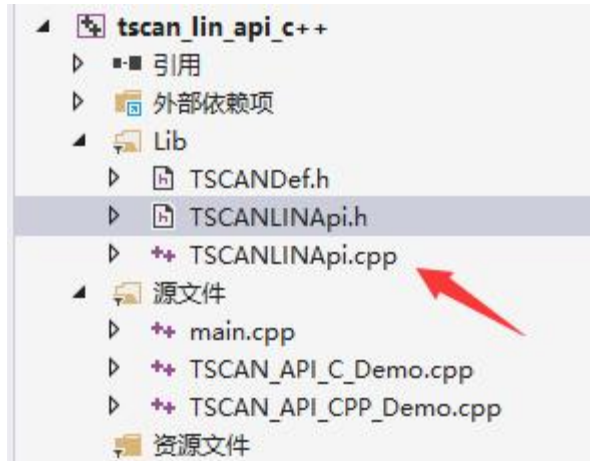 tscan_lin_api_c++
引用
外部依赖项
Lib
TSCANDef.h
TSCANLINApi.h
TSCANLINApi.cpp
源文件
main.cpp
TSCAN_API_C_Demo.cpp
TSCAN_API_CPP_Demo.cpp
资源文件